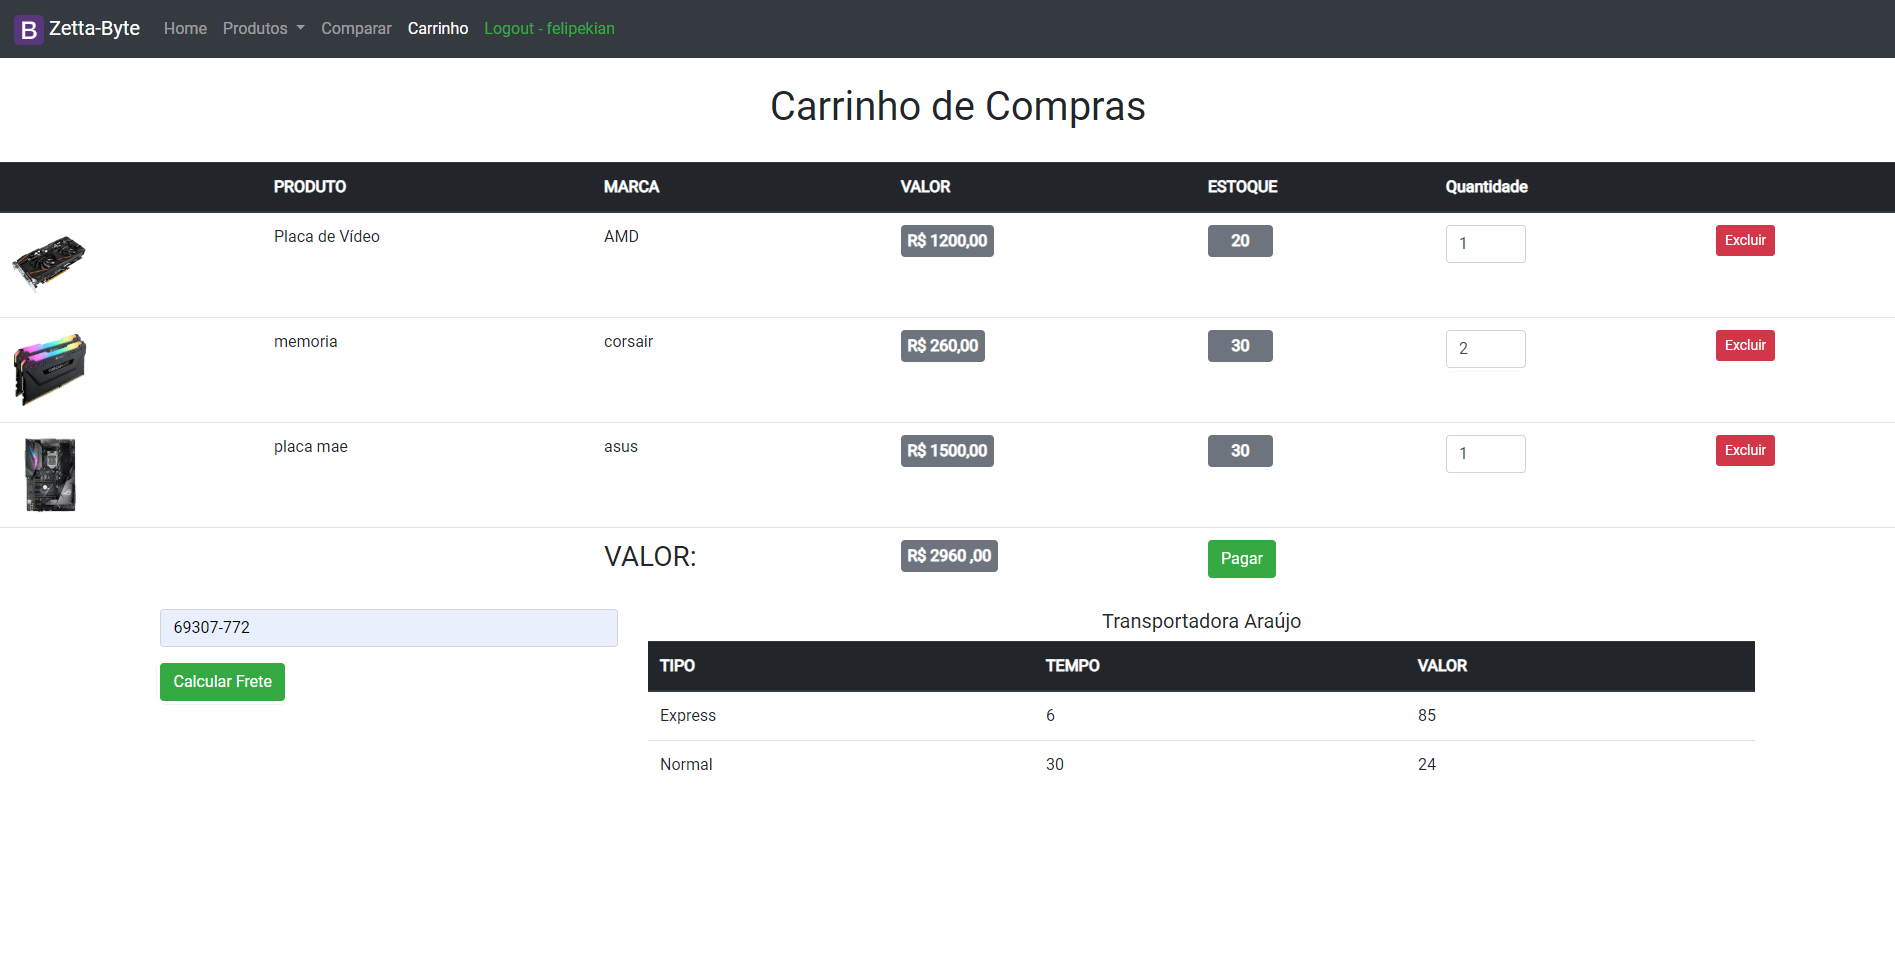 B Zetta-Byte Home Produtos Comparar Carrinho Logout - felipekian
Carrinho de Compras
PRODUTO MARCA VALOR ESTOQUE Quantidade
Placa de Vídeo AMD R$ 1200,00 20 1 Excluir
memoria corsair R$ 260,00 30 2 Excluir
placa mae asus R$ 1500,00 30 1 Excluir
VALOR: R$ 2960 ,00 Pagar
69307-772
Calcular Frete
Transportadora Araújo
TIPO TEMPO VALOR
Express 6 85
Normal 30 24